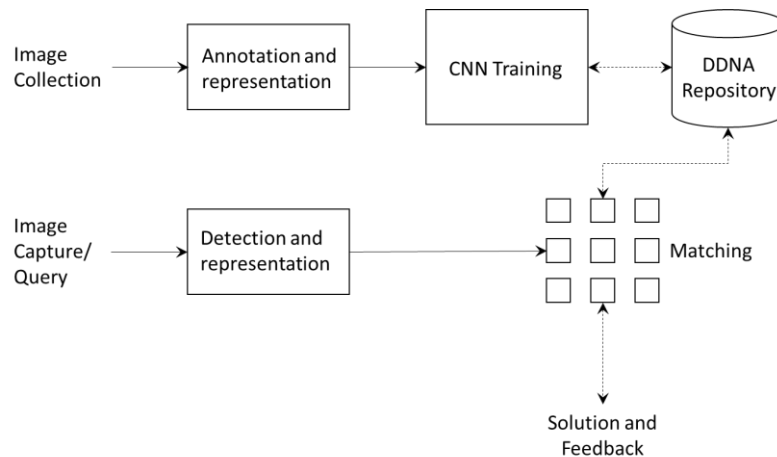 Image
Collection
Annotation and
representation
CNN Training
DDNA
Repository
Image
Capture/
Query
Detection and
representation
Matching
Solution and
Feedback